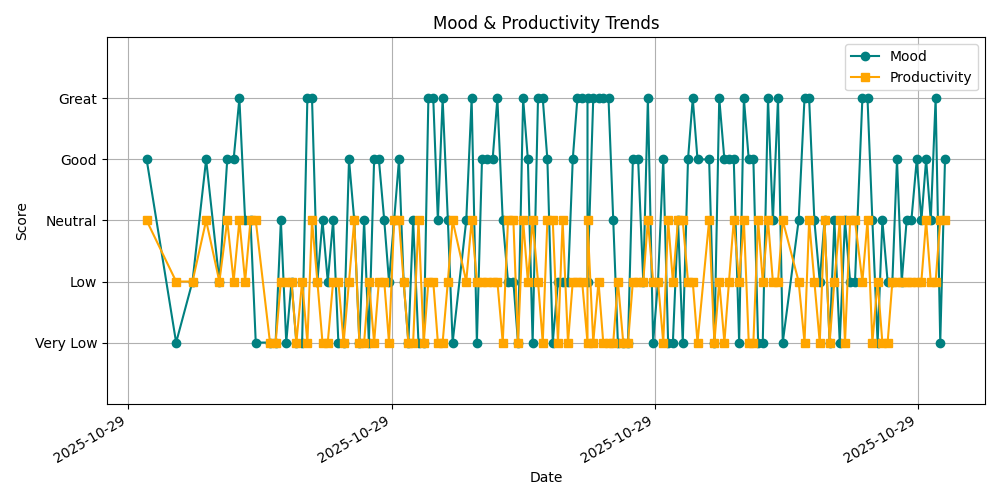 Mood & Productivity Trends
Mood
Productivity
Great
Good
Neutral
Low
Very Low
Score
2025-10-29
2025-10-29
2025-10-29
2025-10-29
Date